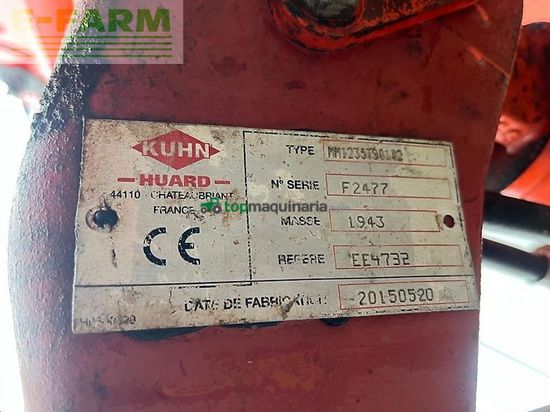 E-FARM
KUHN
- HUARD -
44110 - CHATEAUBRIANT
FRANCE
CE
TYPE
N° SERIE F2477
topmaquinaria
MASSE 1943
REPERE EE4732
DATE DE FABRICATION 20150520